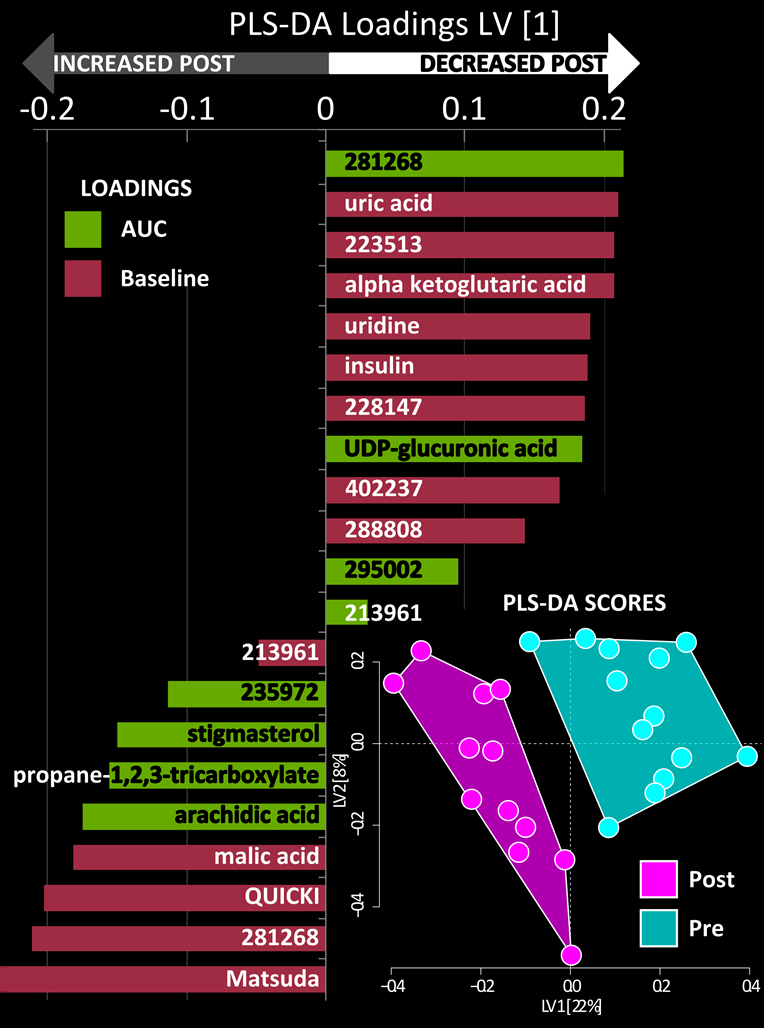 PLS-DA Loadings LV [1]
INCREASED POST
DECREASED POST
-0.2 -0.1 0 0.1 0.2
LOADINGS
AUC
Baseline
281268
uric acid
223513
alpha ketoglutaric acid
uridine
insulin
228147
UDP-glucuronic acid
402237
288808
295002
213961
213961
235972
stigmasterol
propane-1,2,3-tricarboxylate
arachidic acid
malic acid
QUICKI
281268
Matsuda
PLS-DA SCORES
0.2
0.0
-0.2
-0.4
LV2[8%]
Post
Pre
-0.4 -0.2 0.0 0.2 0.4
LV1[22%]